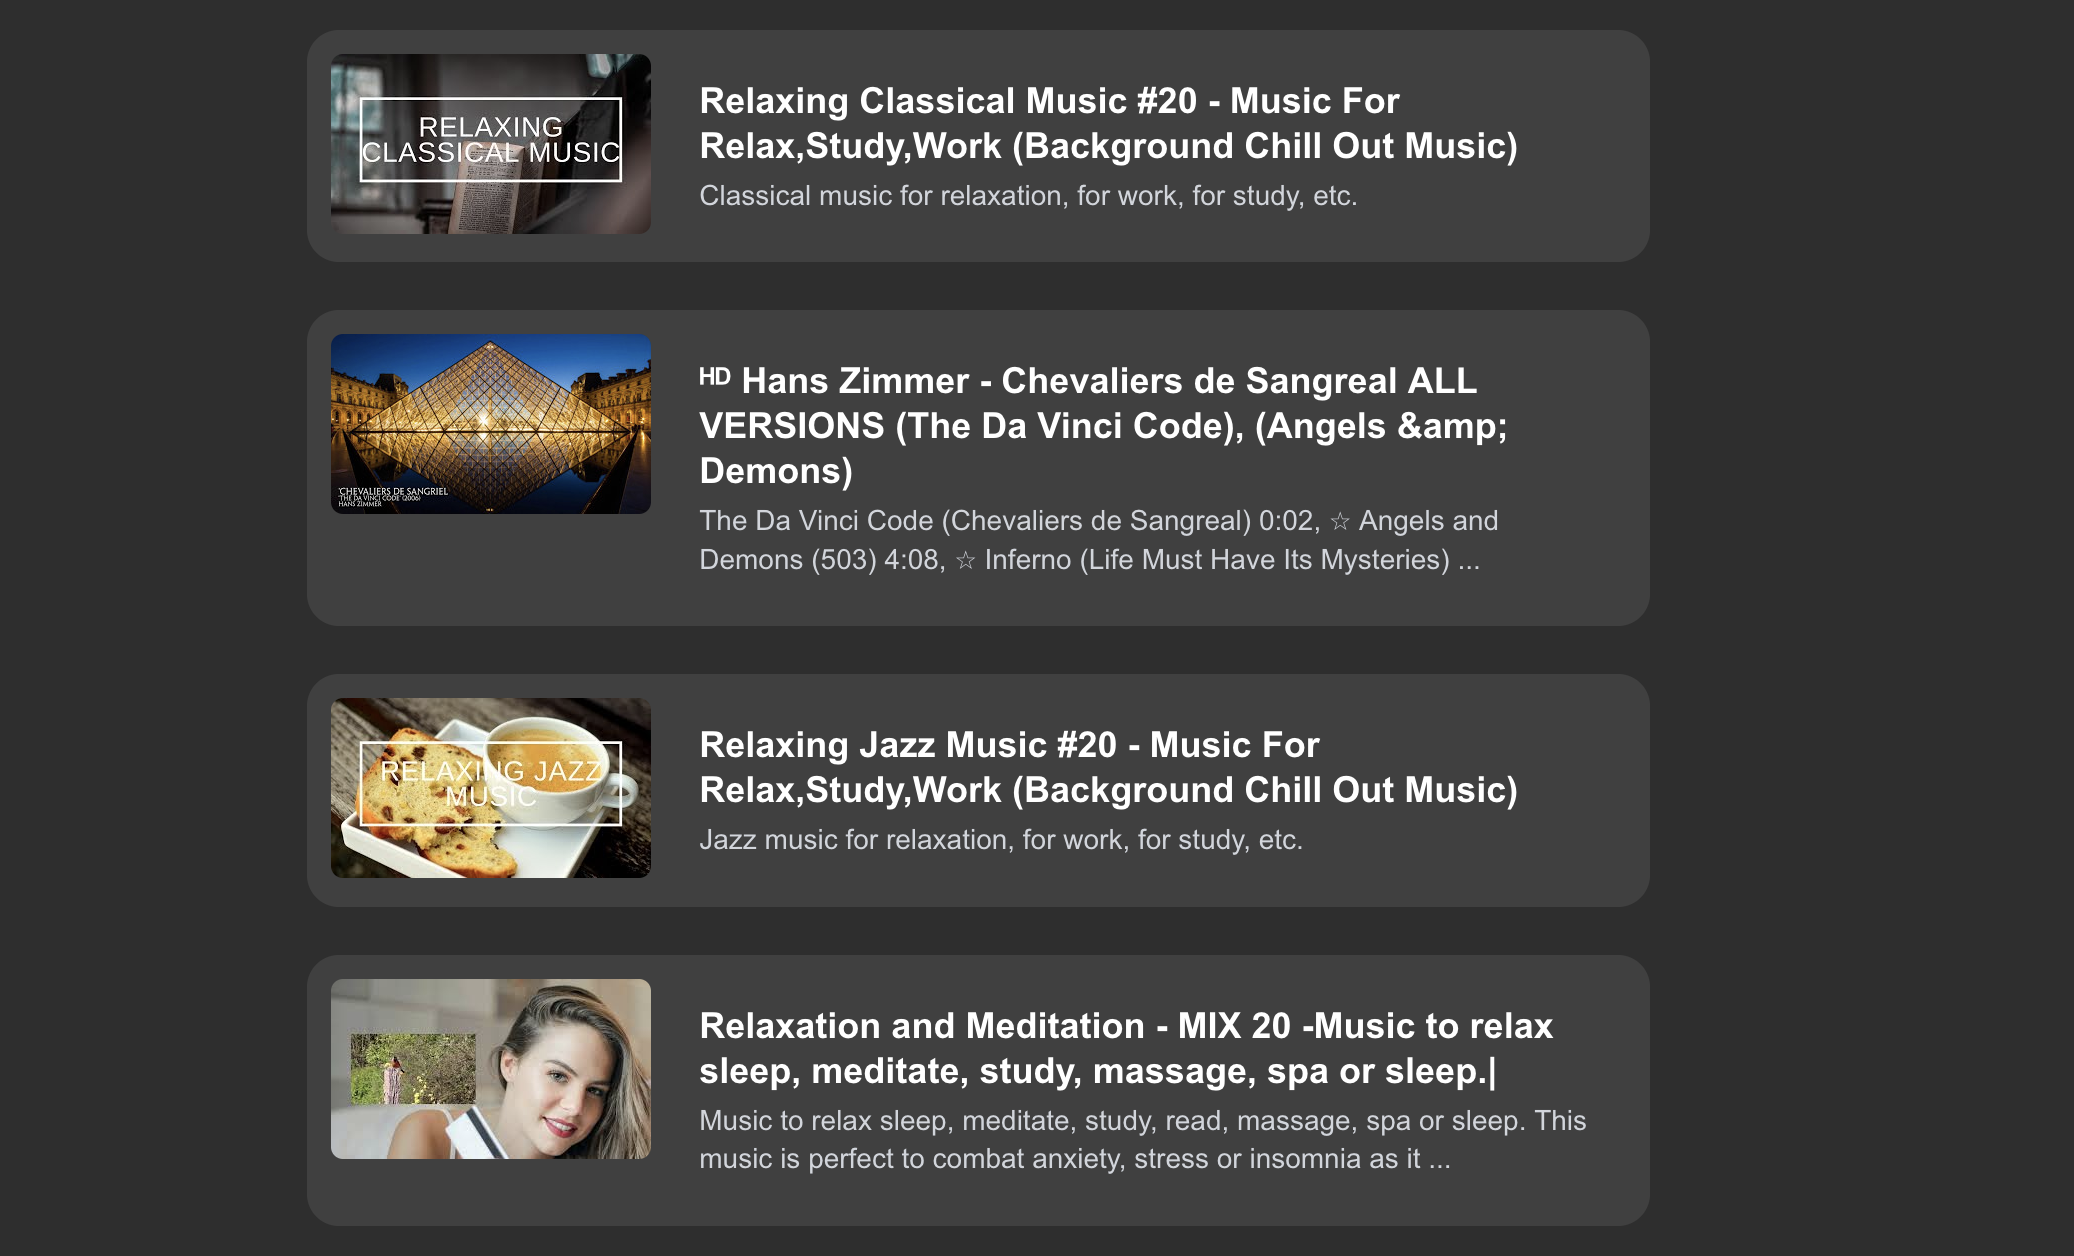 RELAXING
CLASSICAL MUSIC
Relaxing Classical Music #20 - Music For
Relax,Study,Work (Background Chill Out Music)
Classical music for relaxation, for work, for study, etc.
'CHEVALIERS DE SANGRIEL
'THE DA VINCI CODE' (2006)
HANS ZIMMER
ᴴᴰ Hans Zimmer - Chevaliers de Sangreal ALL
VERSIONS (The Da Vinci Code), (Angels &amp;
Demons)
The Da Vinci Code (Chevaliers de Sangreal) 0:02, ☆ Angels and
Demons (503) 4:08, ☆ Inferno (Life Must Have Its Mysteries) ...
RELAXING JAZZ
MUSIC
Relaxing Jazz Music #20 - Music For
Relax,Study,Work (Background Chill Out Music)
Jazz music for relaxation, for work, for study, etc.
Relaxation and Meditation - MIX 20 -Music to relax
sleep, meditate, study, massage, spa or sleep.|
Music to relax sleep, meditate, study, read, massage, spa or sleep. This
music is perfect to combat anxiety, stress or insomnia as it ...